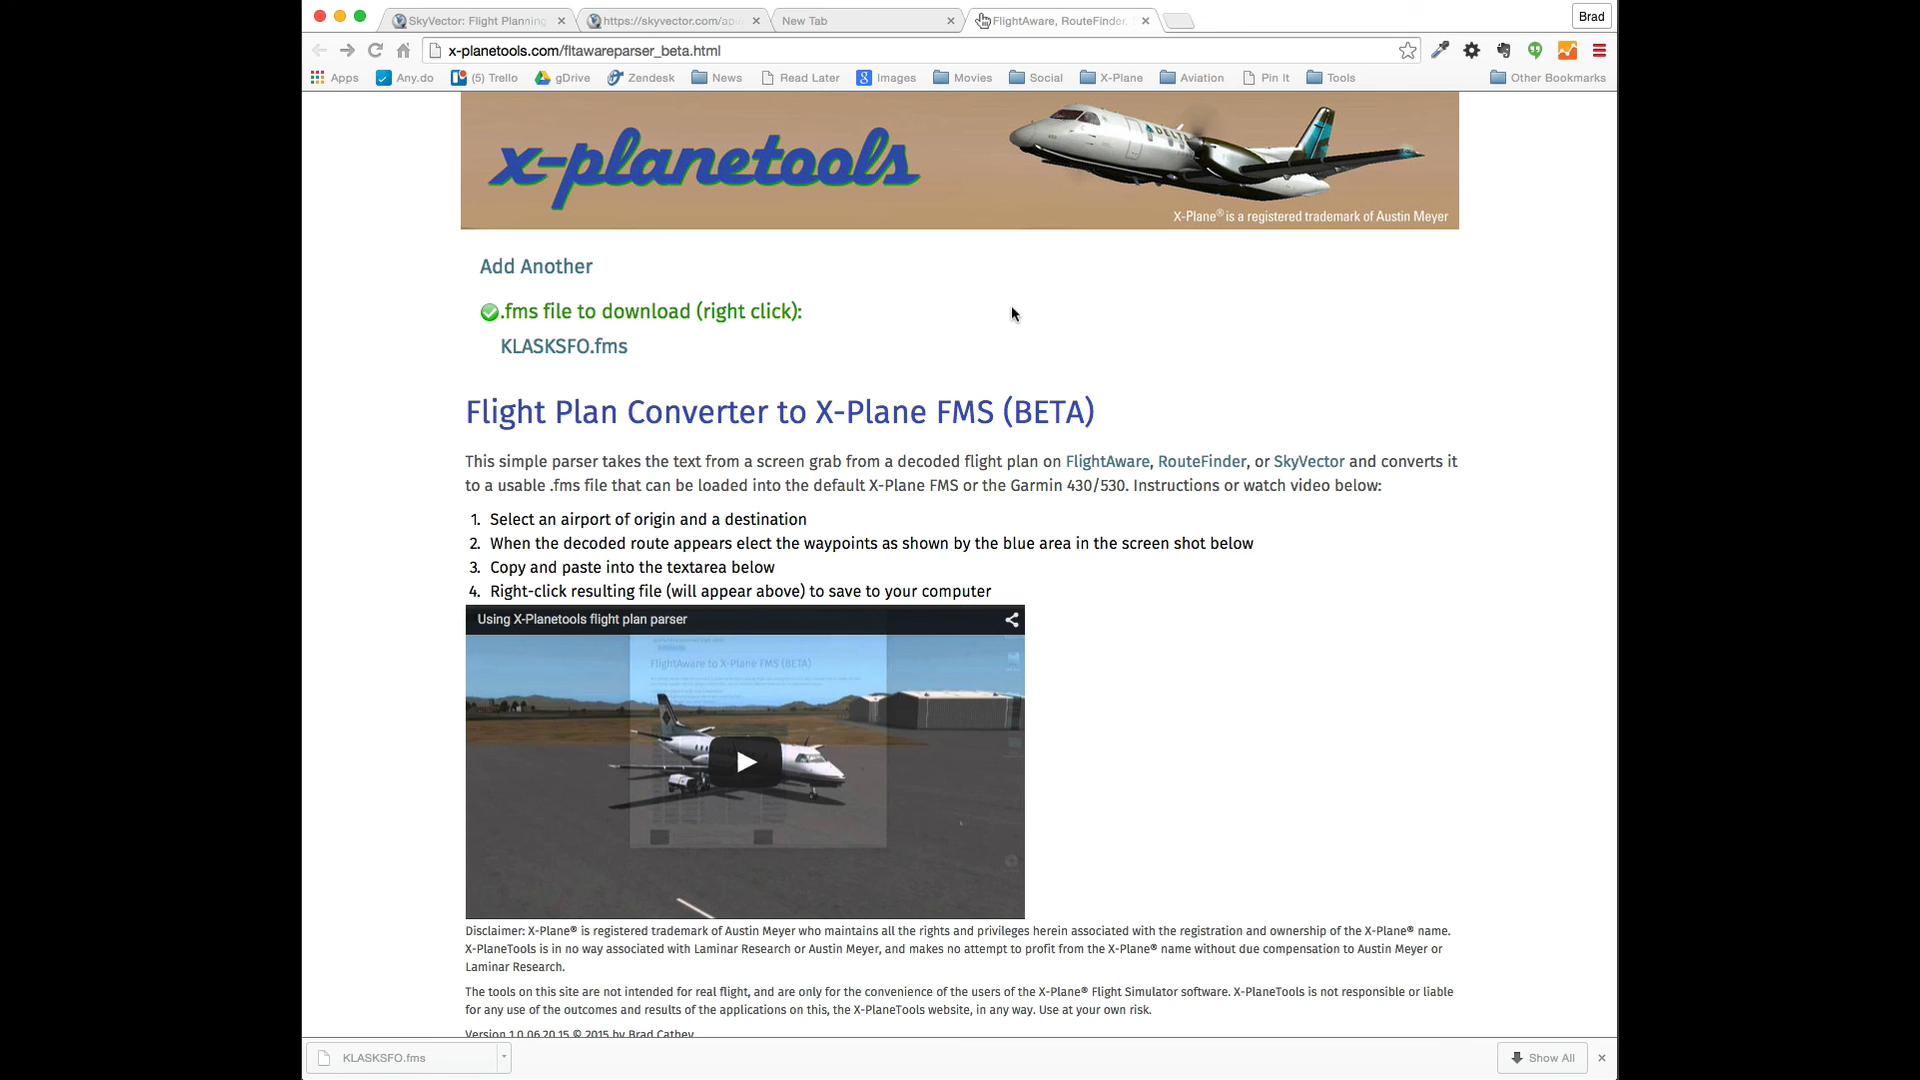 SkyVector: Flight Planning
https://skyvector.com/api/
New Tab
FlightAware, RouteFinder,
Brad
x-planetools.com/fltawareparser_beta.html
Apps
Any.do
(5) Trello
gDrive
Zendesk
News
Read Later
Images
Movies
Social
X-Plane
Aviation
Pin It
Tools
Other Bookmarks
x-planetools
DELTA
X-Plane® is a registered trademark of Austin Meyer
Add Another
.fms file to download (right click):
KLASKSFO.fms
Flight Plan Converter to X-Plane FMS (BETA)
This simple parser takes the text from a screen grab from a decoded flight plan on FlightAware, RouteFinder, or SkyVector and converts it
to a usable .fms file that can be loaded into the default X-Plane FMS or the Garmin 430/530. Instructions or watch video below:
1. Select an airport of origin and a destination
2. When the decoded route appears elect the waypoints as shown by the blue area in the screen shot below
3. Copy and paste into the textarea below
4. Right-click resulting file (will appear above) to save to your computer
Using X-Planetools flight plan parser
FlightAware to X-Plane FMS (BETA)
Disclaimer: X-Plane® is registered trademark of Austin Meyer who maintains all the rights and privileges herein associated with the registration and ownership of the X-Plane® name.
X-PlaneTools is in no way associated with Laminar Research or Austin Meyer, and makes no attempt to profit from the X-Plane® name without due compensation to Austin Meyer or
Laminar Research.
The tools on this site are not intended for real flight, and are only for the convenience of the users of the X-Plane® Flight Simulator software. X-PlaneTools is not responsible or liable
for any use of the outcomes and results of the applications on this, the X-PlaneTools website, in any way. Use at your own risk.
Version 1.0.06.20.15 © 2015 by Brad Cathey
KLASKSFO.fms
Show All